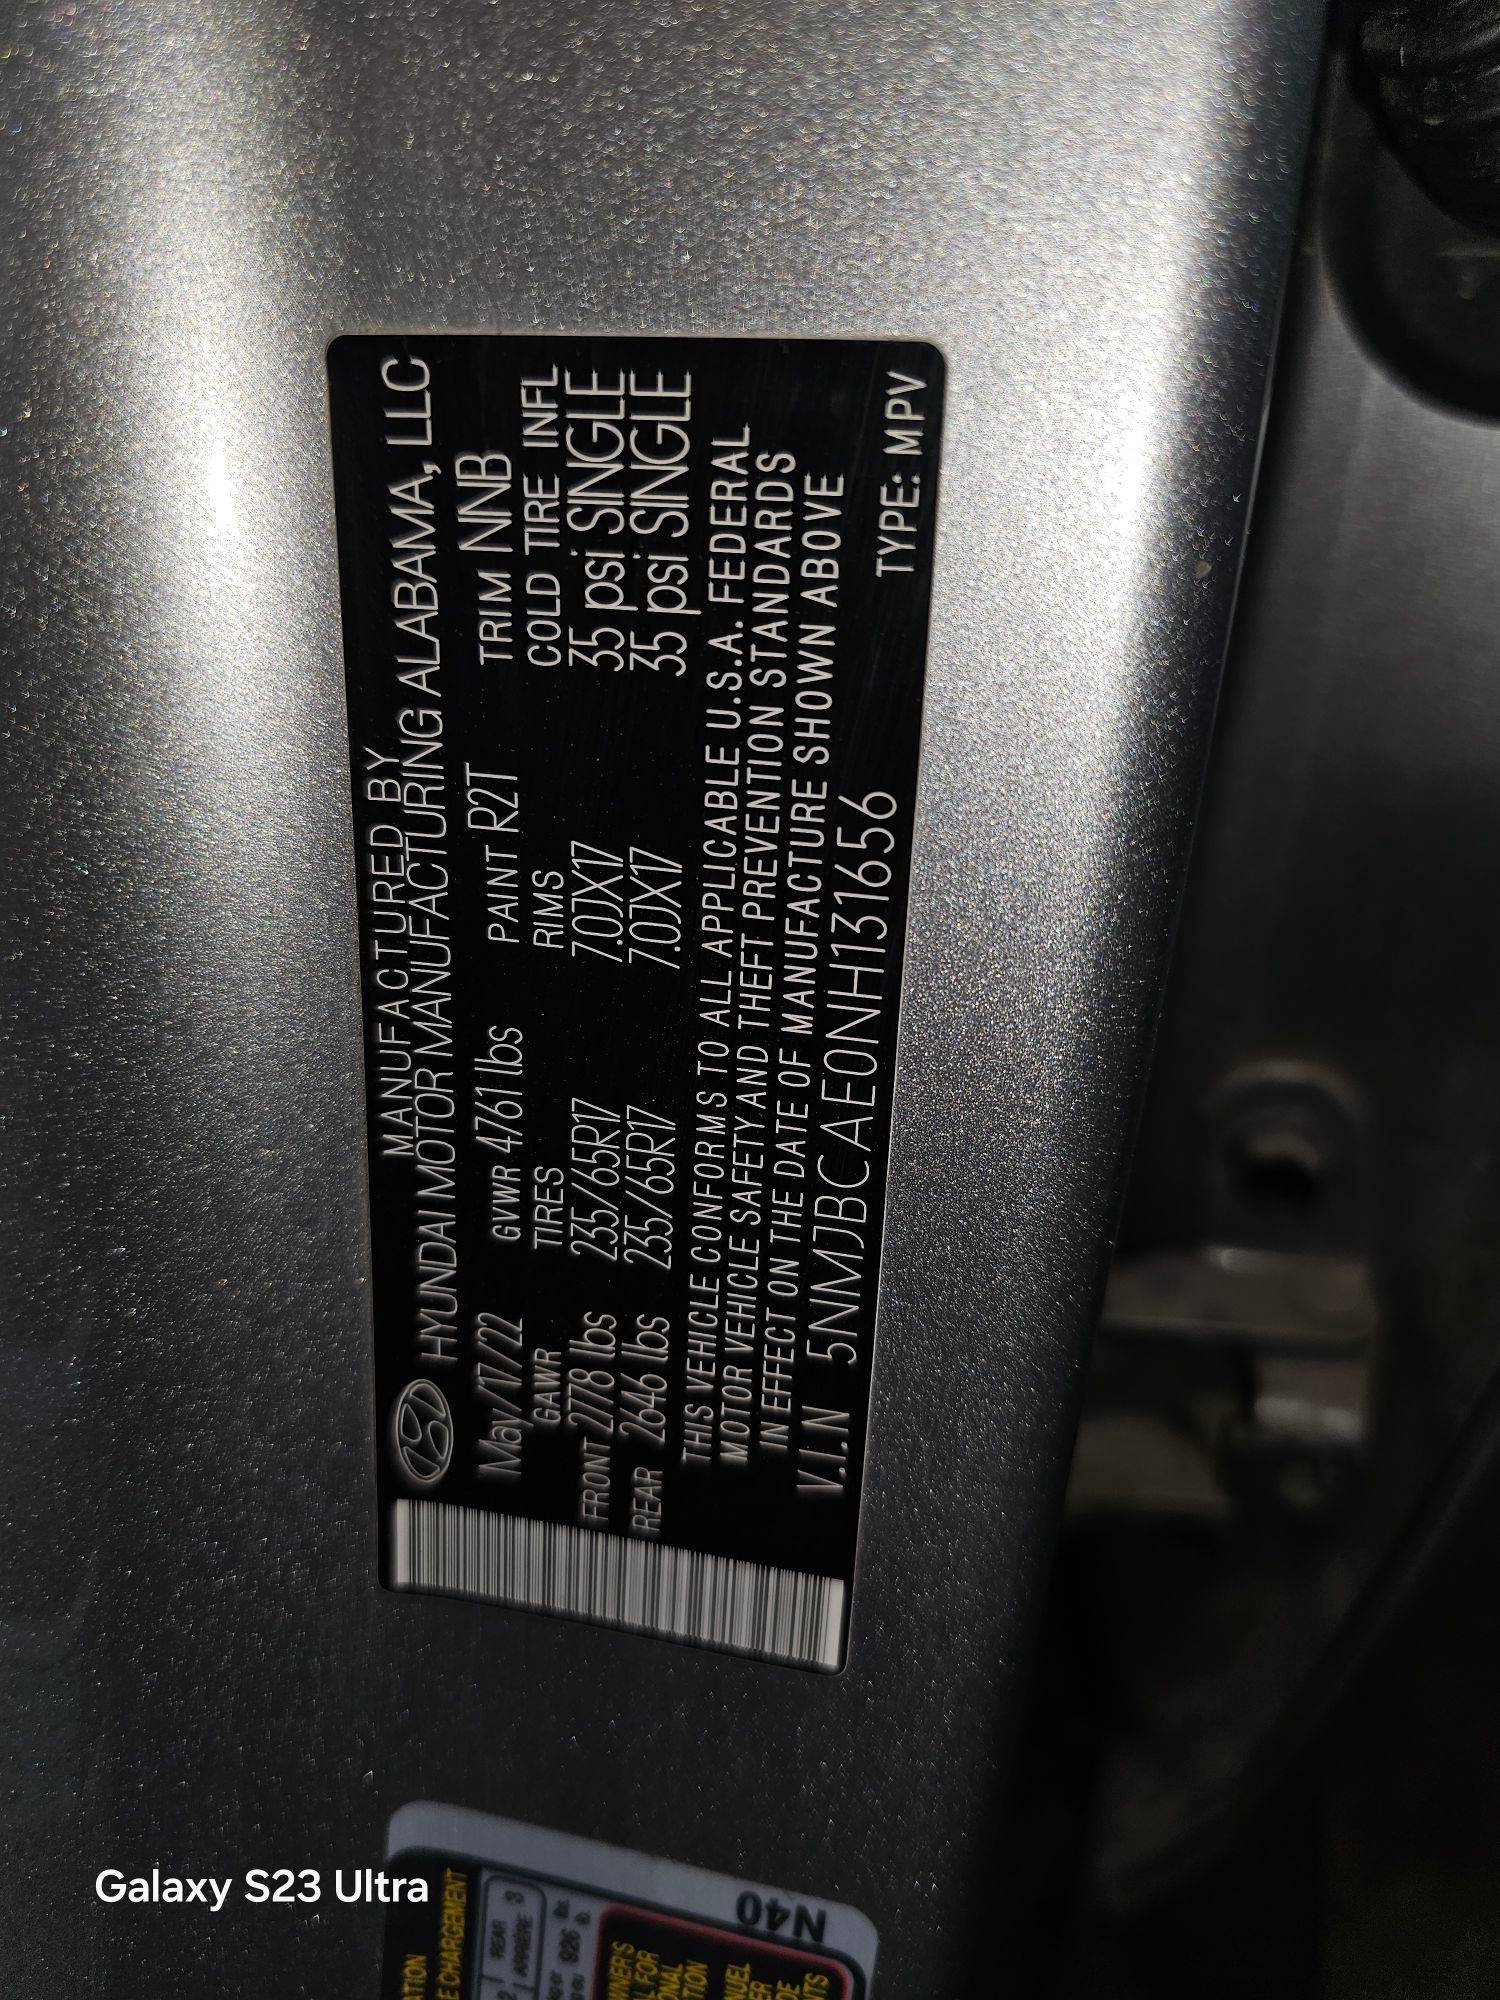 MANUFACTURED BY
HYUNDAI MOTOR MANUFACTURING ALABAMA, LLC
May/17/22 GVWR 4761 lbs PAINT R2T TRIM NNB
GAWR TIRES RIMS COLD TIRE INFL
FRONT 2778 lbs 235/65R17 7.0JX17 35 psi SINGLE
REAR 2646 lbs 235/65R17 7.0JX17 35 psi SINGLE
THIS VEHICLE CONFORMS TO ALL APPLICABLE U.S.A. FEDERAL
MOTOR VEHICLE SAFETY AND THEFT PREVENTION STANDARDS
IN EFFECT ON THE DATE OF MANUFACTURE SHOWN ABOVE
V.I.N 5NMJBCAE0NH131656
TYPE: MPV
N40
E CHARGEMENT
REAR 3
Galaxy S23 Ultra